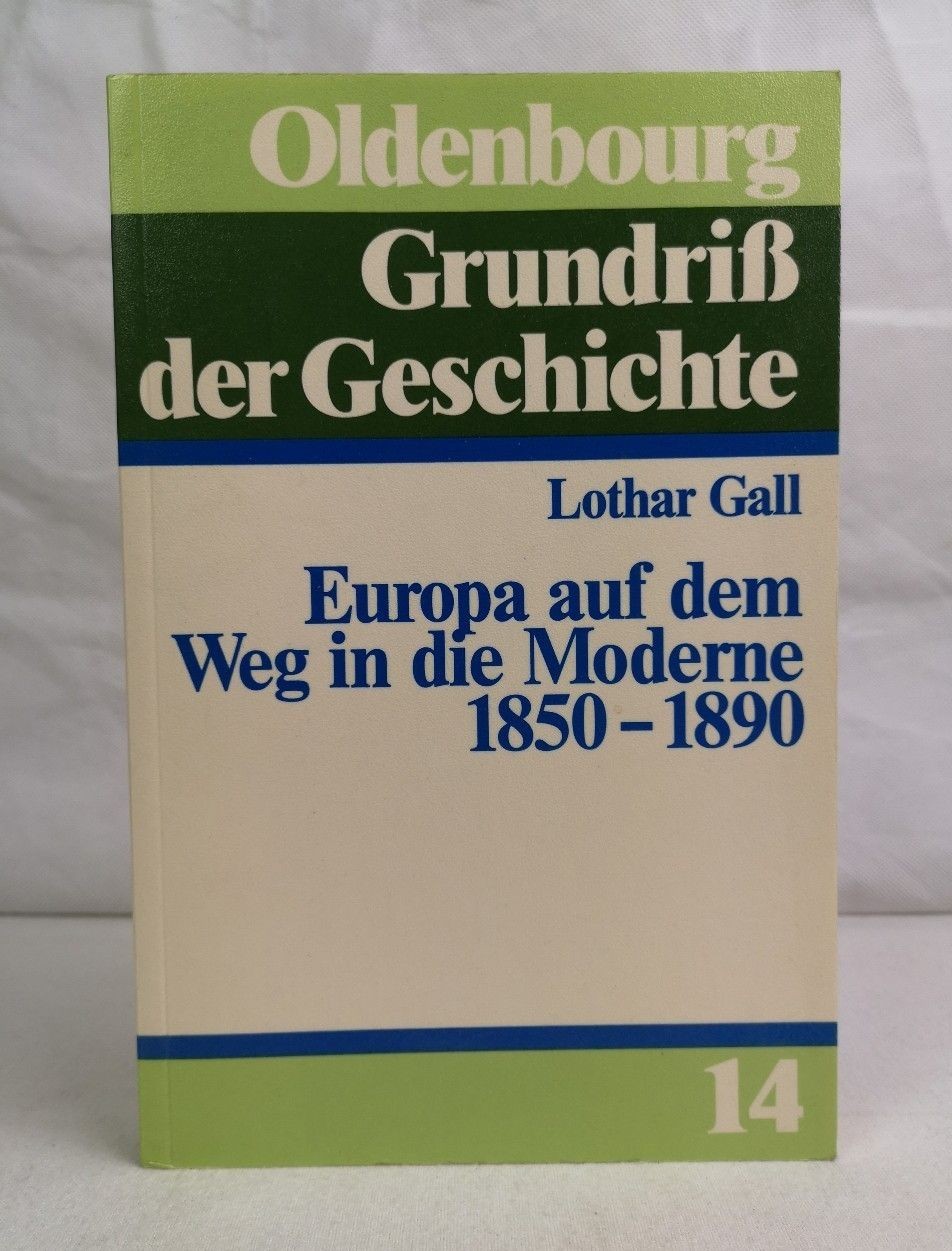 Oldenbourg
Grundriß
der Geschichte
Lothar Gall
Europa auf dem
Weg in die Moderne
1850 – 1890
14